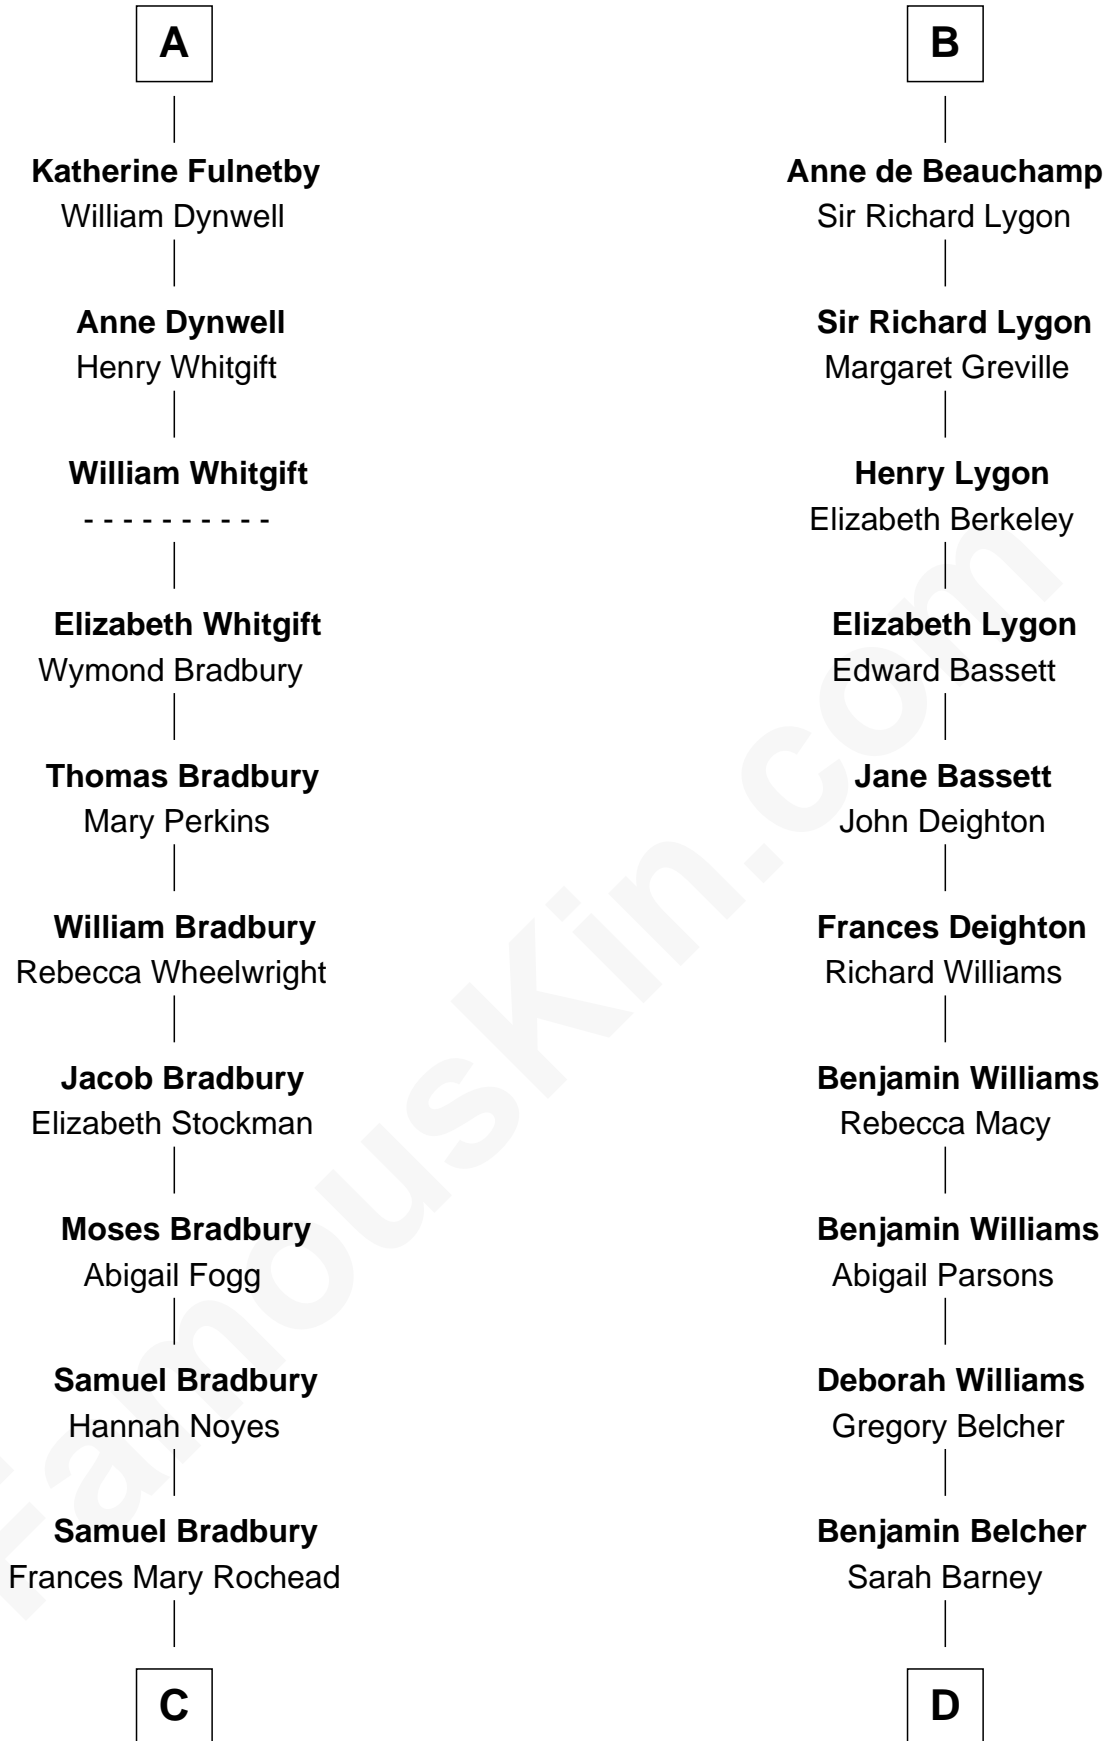 A
Katherine Fulnetby
William Dynwell
Anne Dynwell
Henry Whitgift
William Whitgift
- - - - - - - - - -
Elizabeth Whitgift
Wymond Bradbury
Thomas Bradbury
Mary Perkins
William Bradbury
Rebecca Wheelwright
Jacob Bradbury
Elizabeth Stockman
Moses Bradbury
Abigail Fogg
Samuel Bradbury
Hannah Noyes
Samuel Bradbury
Frances Mary Rochead
C
B
Anne de Beauchamp
Sir Richard Lygon
Sir Richard Lygon
Margaret Greville
Henry Lygon
Elizabeth Berkeley
Elizabeth Lygon
Edward Bassett
Jane Bassett
John Deighton
Frances Deighton
Richard Williams
Benjamin Williams
Rebecca Macy
Benjamin Williams
Abigail Parsons
Deborah Williams
Gregory Belcher
Benjamin Belcher
Sarah Barney
D
FamousKin.com